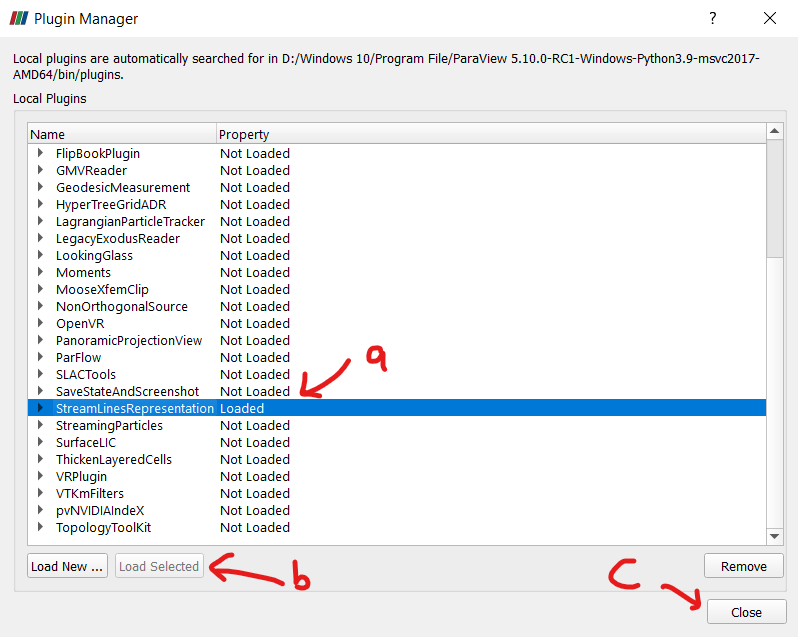 Plugin Manager
?
Local plugins are automatically searched for in D:/Windows 10/Program File/ParaView 5.10.0-RC1-Windows-Python3.9-msvc2017-
AMD64/bin/plugins.
Local Plugins
Name Property
FlipBookPlugin Not Loaded
GMVReader Not Loaded
GeodesicMeasurement Not Loaded
HyperTreeGridADR Not Loaded
LagrangianParticleTracker Not Loaded
LegacyExodusReader Not Loaded
LookingGlass Not Loaded
Moments Not Loaded
MooseXfemClip Not Loaded
NonOrthogonalSource Not Loaded
OpenVR Not Loaded
PanoramicProjectionView Not Loaded
ParFlow Not Loaded
SLACTools Not Loaded
a
SaveStateAndScreenshot Not Loaded
StreamLinesRepresentation Loaded
StreamingParticles Not Loaded
SurfaceLIC Not Loaded
ThickenLayeredCells Not Loaded
VRPlugin Not Loaded
VTKmFilters Not Loaded
pvNVIDIAIndeX Not Loaded
TopologyToolKit Not Loaded
Load New ... Load Selected b Remove
C Close